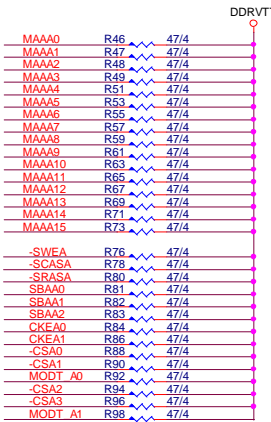 DDRVT
MAAA0 R46 47/4
MAAA1 R47 47/4
MAAA2 R48 47/4
MAAA3 R49 47/4
MAAA4 R51 47/4
MAAA5 R53 47/4
MAAA6 R55 47/4
MAAA7 R57 47/4
MAAA8 R59 47/4
MAAA9 R61 47/4
MAAA10 R63 47/4
MAAA11 R65 47/4
MAAA12 R67 47/4
MAAA13 R69 47/4
MAAA14 R71 47/4
MAAA15 R73 47/4
-SWEA R76 47/4
-SCASA R78 47/4
-SRASA R80 47/4
SBAA0 R81 47/4
SBAA1 R82 47/4
SBAA2 R83 47/4
CKEA0 R84 47/4
CKEA1 R86 47/4
-CSA0 R88 47/4
-CSA1 R90 47/4
MODT_A0 R92 47/4
-CSA2 R94 47/4
-CSA3 R96 47/4
MODT_A1 R98 47/4